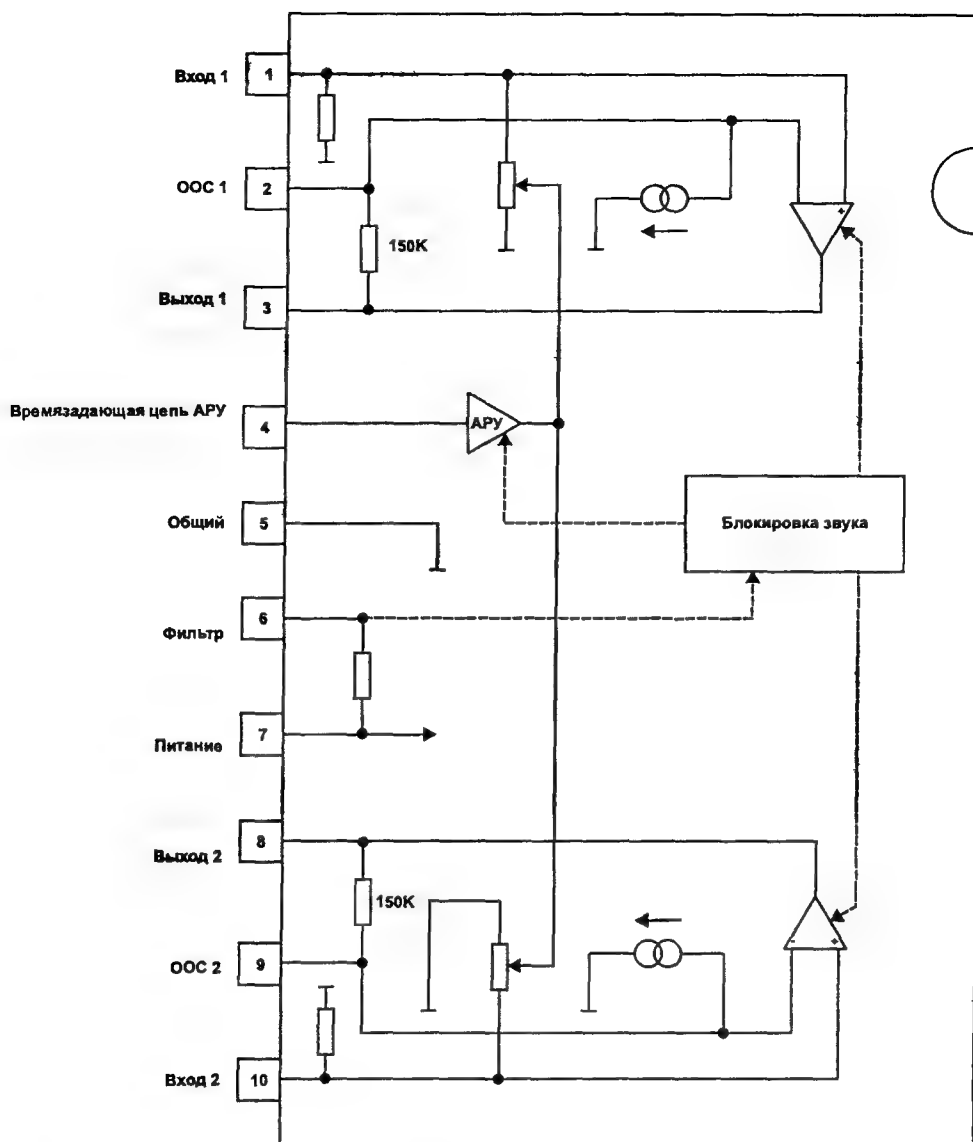 Вход 1
1
+
ООС 1
2
150K
Выход 1
3
Времязадающая цепь АРУ
4
АРУ
Общий
5
Блокировка звука
Фильтр
6
Питание
7
Выход 2
8
150K
- +
ООС 2
9
Вход 2
10